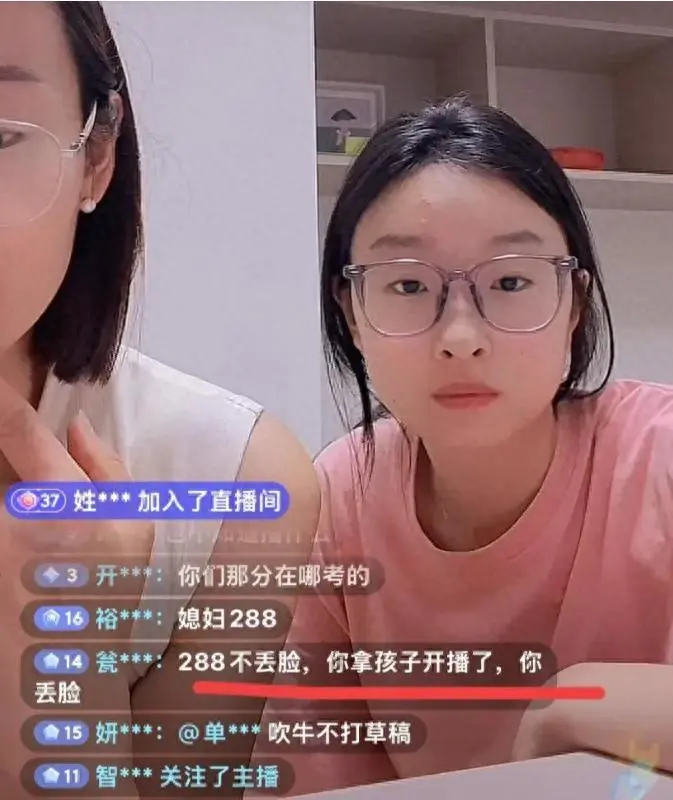 37 姓*** 加入了直播间
3 开***：你们那分在哪考的
16 裕***：媳妇288
14 瓮***：288不丢脸，你拿孩子开播了，你
丢脸
15 妍***：@单***吹牛不打草稿
11 智*** 关注了主播